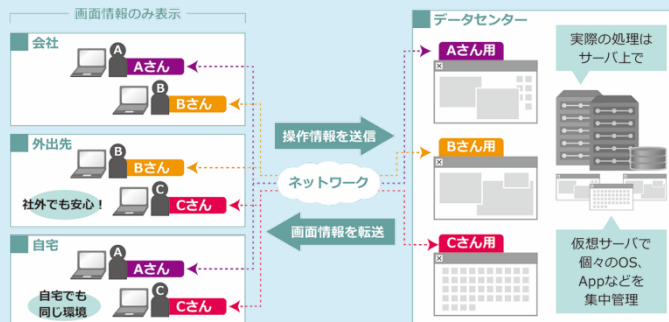 画面情報のみ表示
会社
A
Aさん
B
Bさん
外出先
B
Bさん
社外でも安心！
C
Cさん
自宅
A
Aさん
自宅でも
同じ環境
C
Cさん
操作情報を送信
ネットワーク
画面情報を転送
データセンター
Aさん用
Bさん用
Cさん用
実際の処理は
サーバ上で
仮想サーバで
個々のOS、
Appなどを
集中管理